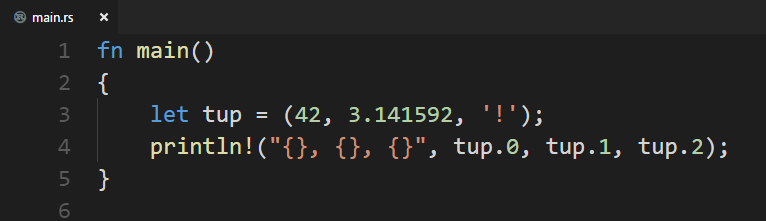 main.rs ×
1 fn main()
2 {
3     let tup = (42, 3.141592, '!');
4     println!("{}, {}, {}", tup.0, tup.1, tup.2);
5 }
6